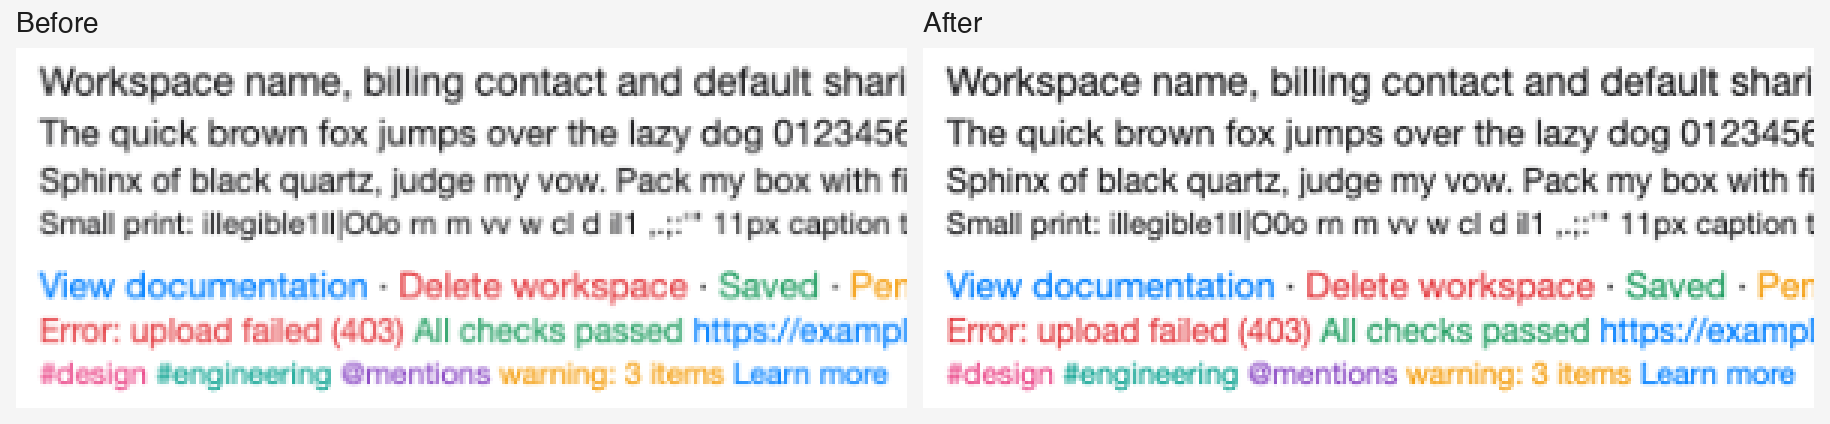 Before
Workspace name, billing contact and default shari
The quick brown fox jumps over the lazy dog 0123456
Sphinx of black quartz, judge my vow. Pack my box with fi
Small print: illegible1Il|O0o rn m vv w cl d il1 ,.;:'" 11px caption t
View documentation · Delete workspace · Saved · Pen
Error: upload failed (403) All checks passed https://exampl
#design #engineering @mentions warning: 3 items Learn more
After
Workspace name, billing contact and default shari
The quick brown fox jumps over the lazy dog 0123456
Sphinx of black quartz, judge my vow. Pack my box with fi
Small print: illegible1Il|O0o rn m vv w cl d il1 ,.;:'" 11px caption t
View documentation · Delete workspace · Saved · Pen
Error: upload failed (403) All checks passed https://exampl
#design #engineering @mentions warning: 3 items Learn more